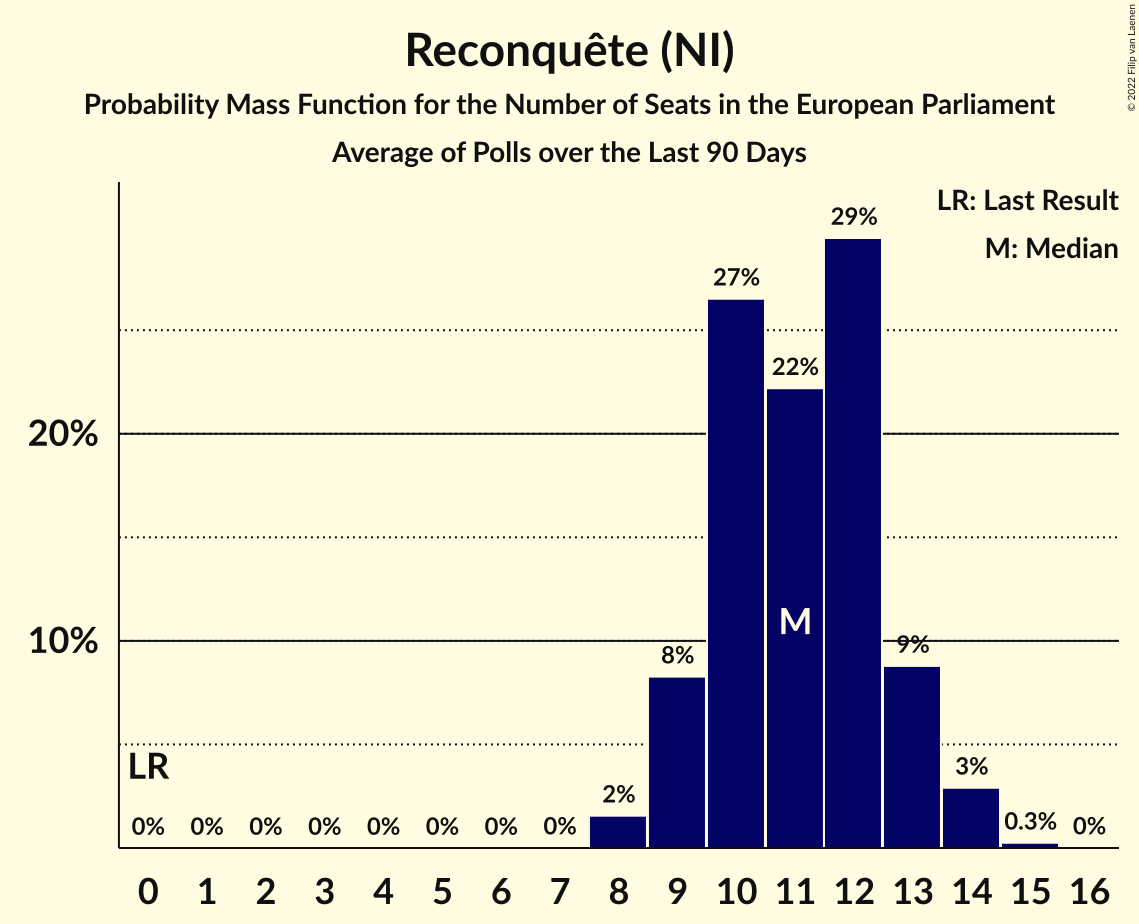 Reconquête (NI)
Probability Mass Function for the Number of Seats in the European Parliament
Average of Polls over the Last 90 Days
© 2022 Filip van Laenen
LR: Last Result
M: Median
29%
27%
22%
20%
M
10%
9%
8%
LR
3%
2%
0% 0% 0% 0% 0% 0% 0% 0% 0.3% 0%
0 1 2 3 4 5 6 7 8 9 10 11 12 13 14 15 16